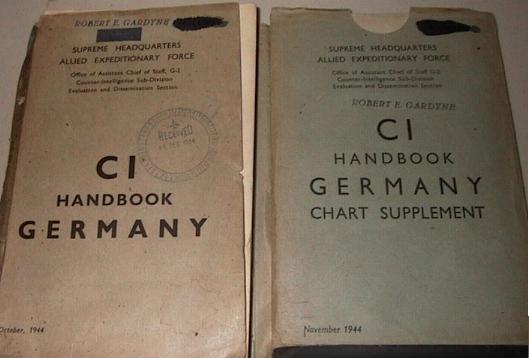 ROBERT E. GARDYNE
SUPREME HEADQUARTERS
ALLIED EXPEDITIONARY FORCE
Office of Assistant Chief of Staff, G-2
Counter-Intelligence Sub-Division
Evaluation and Dissemination Section
RECEIVED
DEC 1944
CI
HANDBOOK
GERMANY
October, 1944
SUPREME HEADQUARTERS
ALLIED EXPEDITIONARY FORCE
Office of Assistant Chief of Staff, G-2
Counter-Intelligence Sub-Division
Evaluation and Dissemination Section
ROBERT E. GARDYNE
CI
HANDBOOK
GERMANY
CHART SUPPLEMENT
November 1944